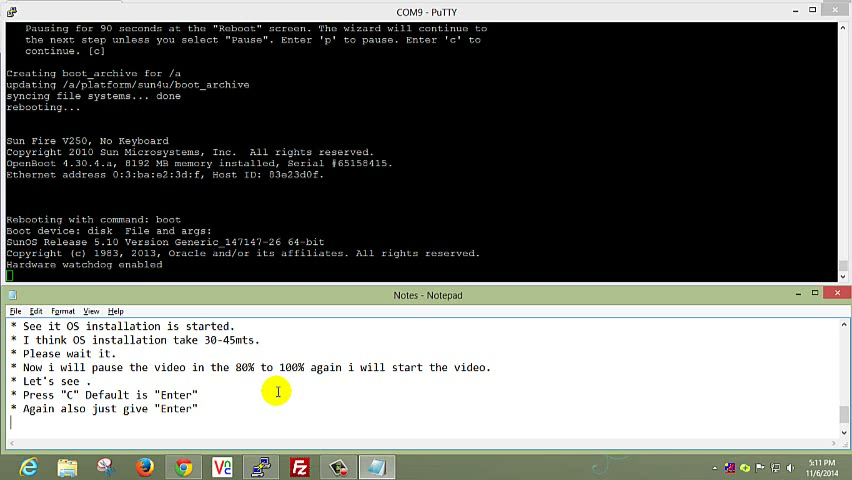 COM9 - PuTTY
Pausing for 90 seconds at the "Reboot" screen. The wizard will continue to
the next step unless you select "Pause". Enter 'p' to pause. Enter 'c' to
continue. [c]
Creating boot_archive for /a
updating /a/platform/sun4u/boot_archive
syncing file systems... done
rebooting...
Sun Fire V250, No Keyboard
Copyright 2010 Sun Microsystems, Inc.  All rights reserved.
OpenBoot 4.30.4.a, 8192 MB memory installed, Serial #65158415.
Ethernet address 0:3:ba:e2:3d:f, Host ID: 83e23d0f.
Rebooting with command: boot
Boot device: disk  File and args:
SunOS Release 5.10 Version Generic_147147-26 64-bit
Copyright (c) 1983, 2013, Oracle and/or its affiliates. All rights reserved.
Hardware watchdog enabled
Notes - Notepad
File Edit Format View Help
* See it OS installation is started.
* I think OS installation take 30-45mts.
* Please wait it.
* Now i will pause the video in the 80% to 100% again i will start the video.
* Let's see .
* Press "C" Default is "Enter"
* Again also just give "Enter"
5:11 PM
11/6/2014